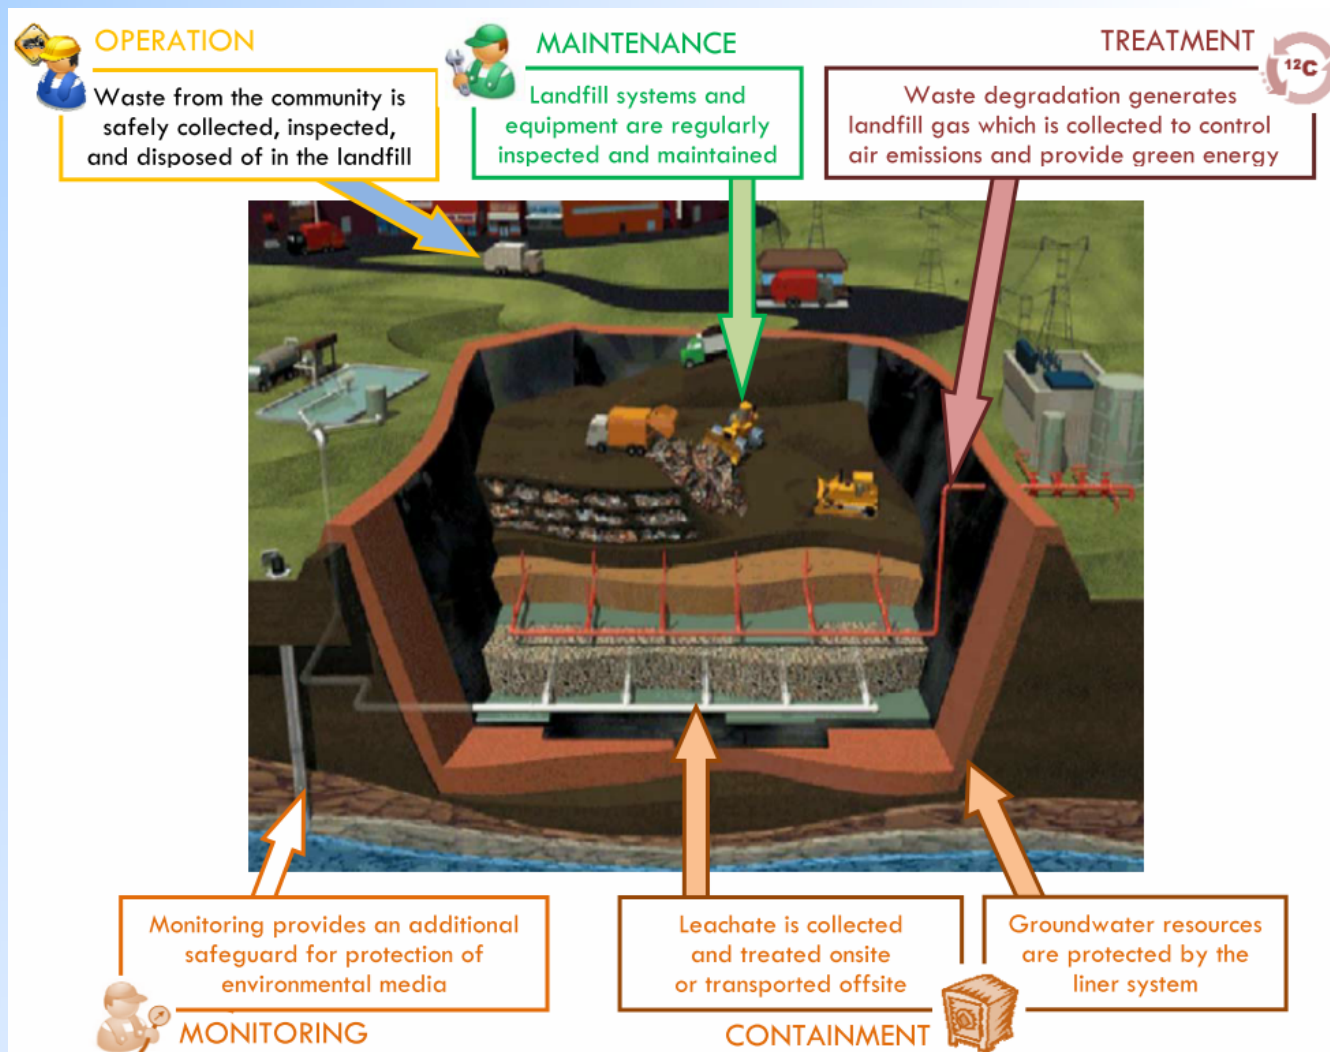 OPERATION
Waste from the community is
safely collected, inspected,
and disposed of in the landfill
MAINTENANCE
Landfill systems and
equipment are regularly
inspected and maintained
TREATMENT
12C
Waste degradation generates
landfill gas which is collected to control
air emissions and provide green energy
Monitoring provides an additional
safeguard for protection of
environmental media
MONITORING
Leachate is collected
and treated onsite
or transported offsite
Groundwater resources
are protected by the
liner system
CONTAINMENT